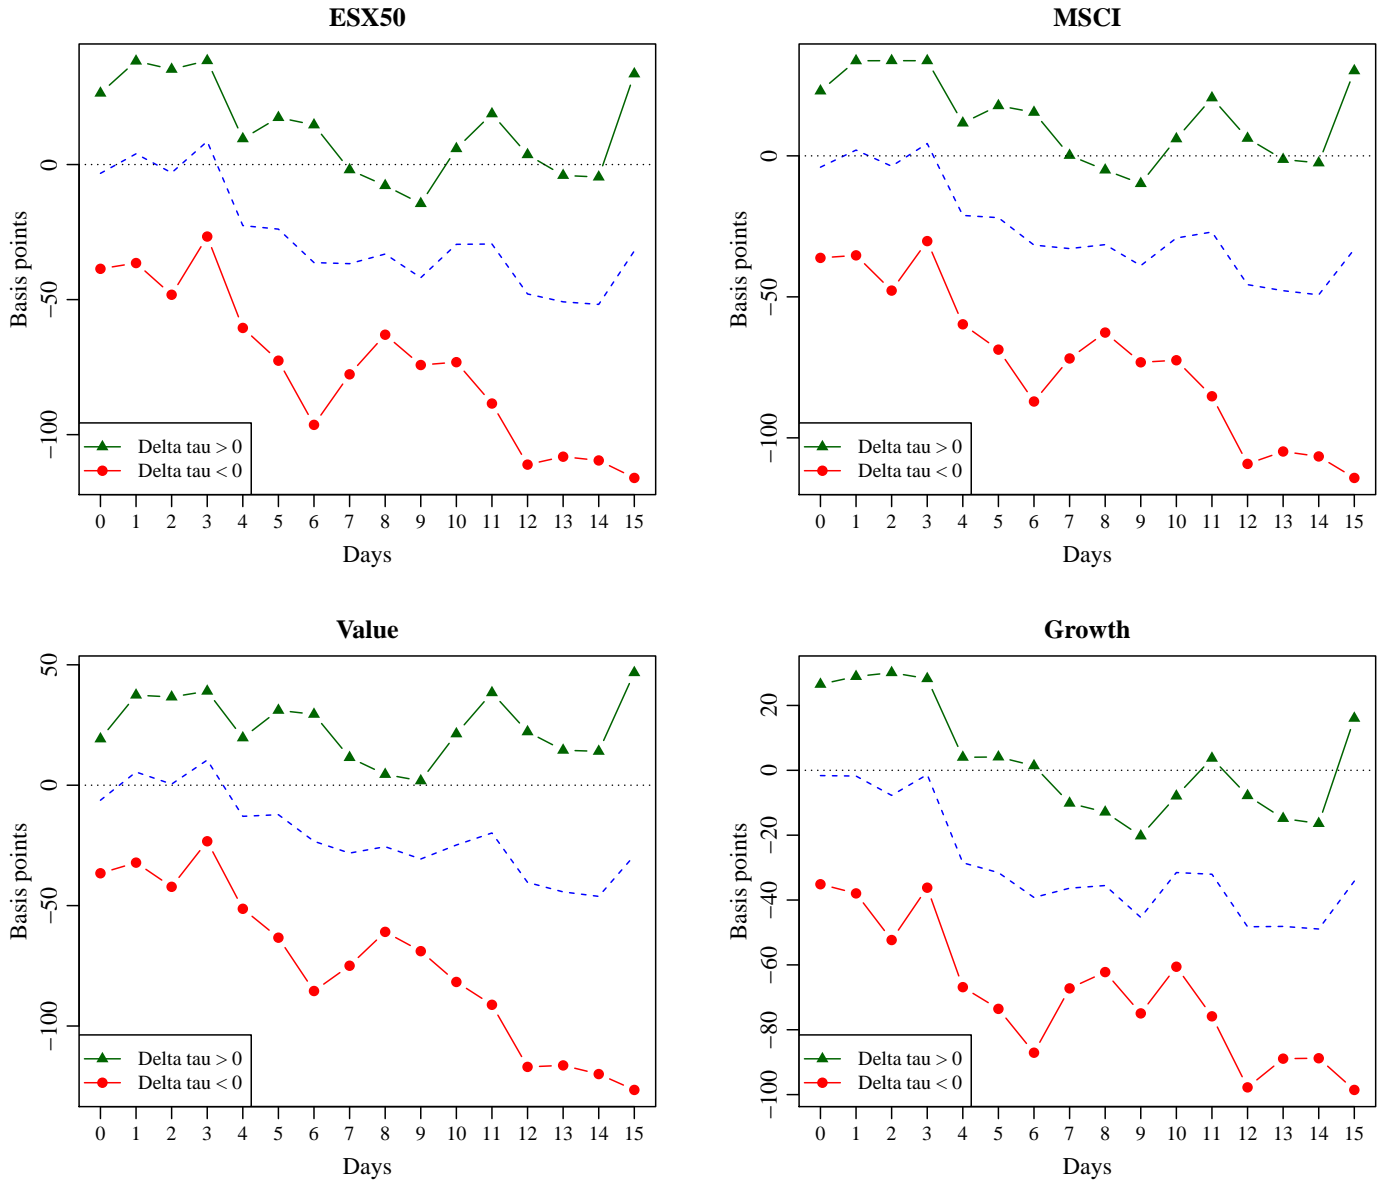 ESX50
Basis points
0
−50
−100
Delta tau > 0
Delta tau < 0
0 1 2 3 4 5 6 7 8 9 10 11 12 13 14 15
Days
MSCI
Basis points
0
−50
−100
Delta tau > 0
Delta tau < 0
0 1 2 3 4 5 6 7 8 9 10 11 12 13 14 15
Days
Value
Basis points
50
0
−50
−100
Delta tau > 0
Delta tau < 0
0 1 2 3 4 5 6 7 8 9 10 11 12 13 14 15
Days
Growth
Basis points
20
0
−20
−40
−60
−80
−100
Delta tau > 0
Delta tau < 0
0 1 2 3 4 5 6 7 8 9 10 11 12 13 14 15
Days